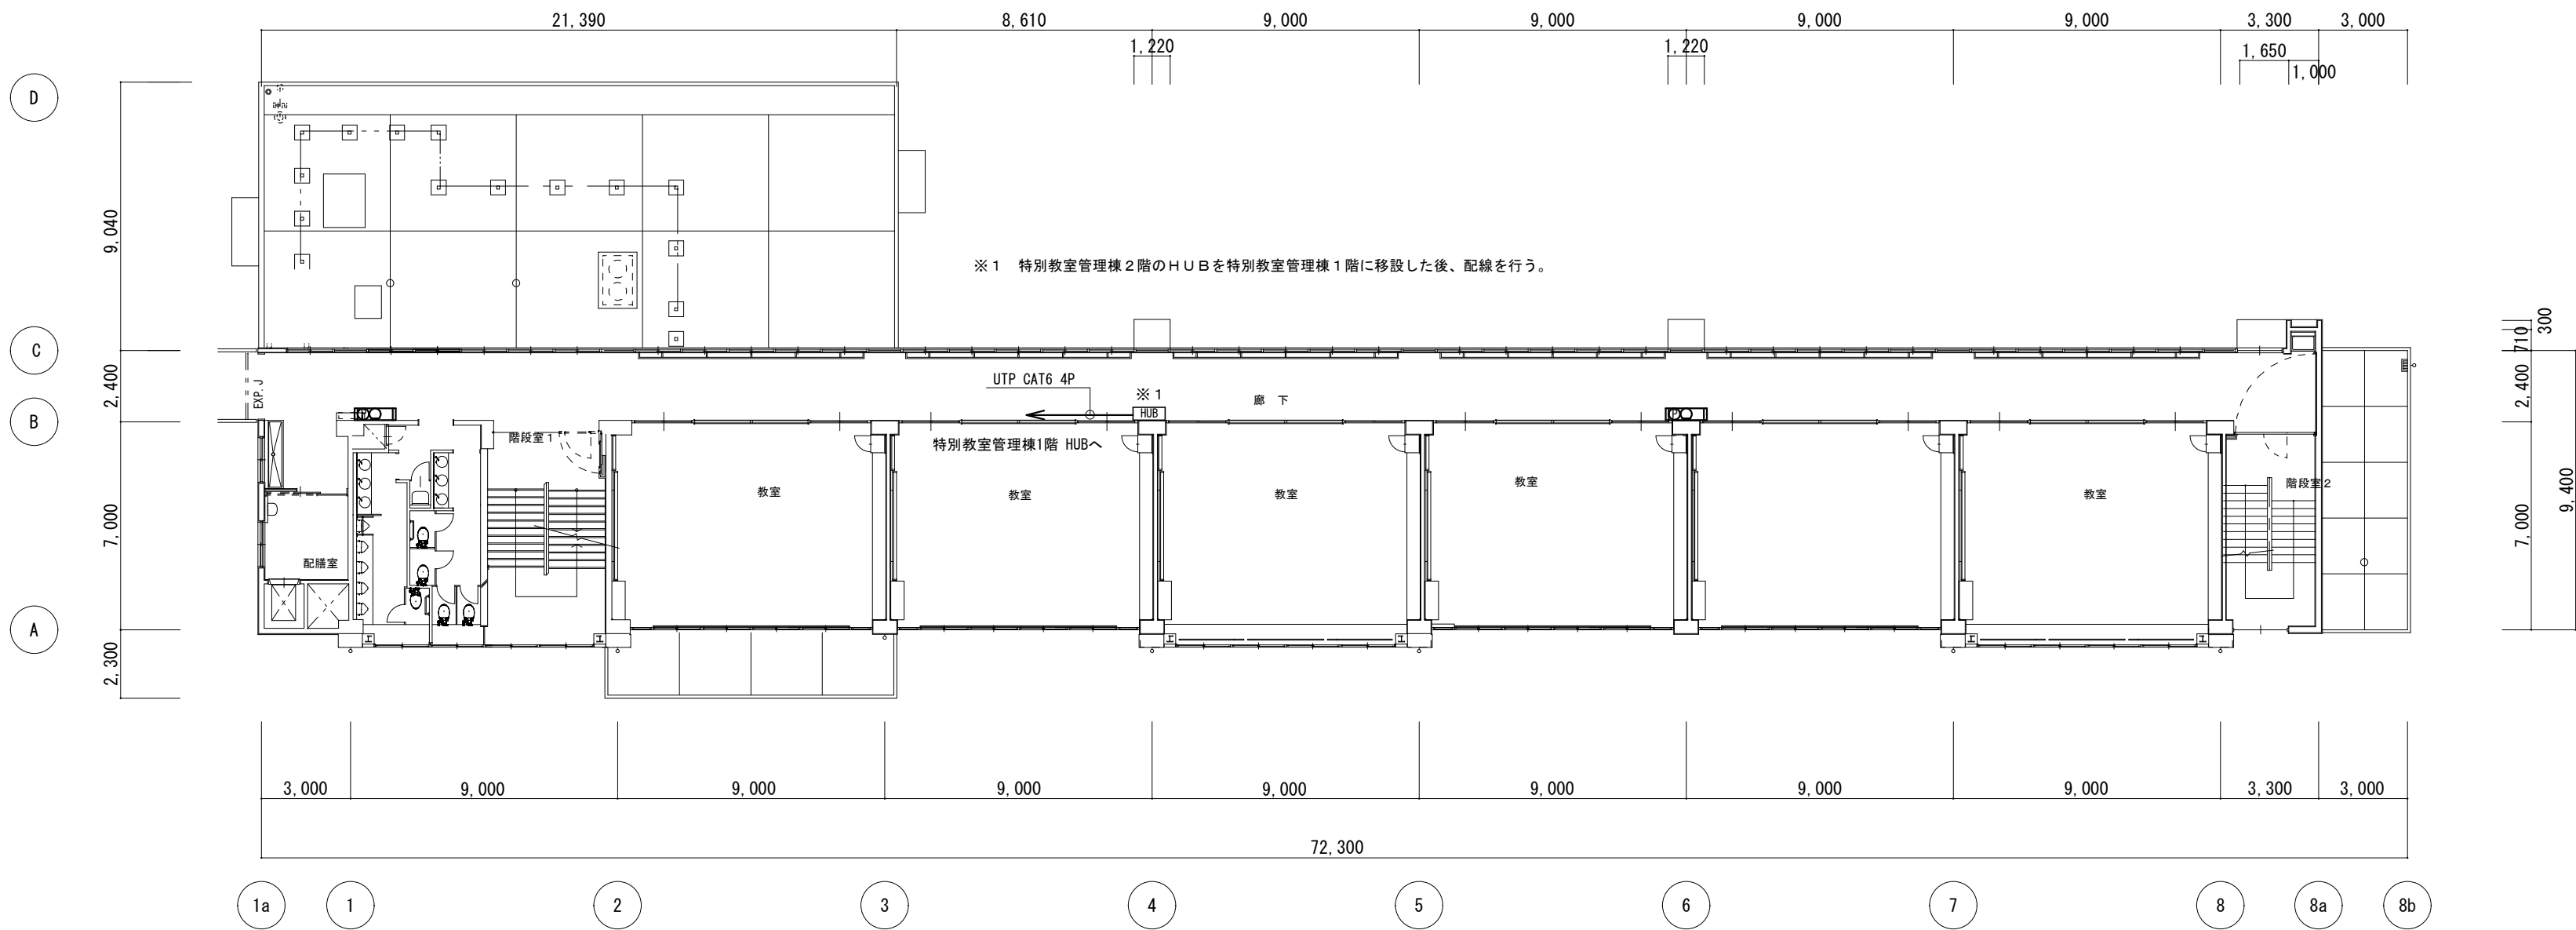 21,390 8,610 9,000 9,000 9,000 9,000 3,300 3,000
1,220 1,220 1,650
1,000
D
9,040
※1 特別教室管理棟2階のHUBを特別教室管理棟1階に移設した後、配線を行う。
300
710
C
2,400
EXP.J
UTP CAT6 4P
※1
HUB
廊 下
2,400
B
階段室1
特別教室管理棟1階 HUBへ
9,400
7,000
配膳室
教室
教室
教室
教室
教室
階段室2
7,000
A
2,300
3,000 9,000 9,000 9,000 9,000 9,000 9,000 9,000 3,300 3,000
72,300
1a 1 2 3 4 5 6 7 8 8a 8b